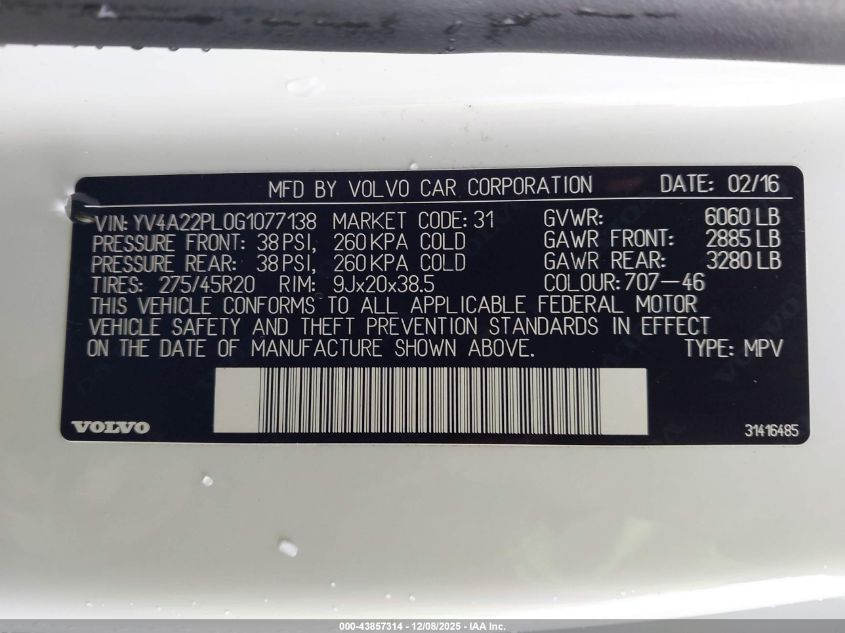 MFD BY VOLVO CAR CORPORATION DATE: 02/16
VIN: YV4A22PL0G1077138 MARKET CODE: 31 GVWR: 6060 LB
PRESSURE FRONT: 38 PSI, 260 KPA COLD GAWR FRONT: 2885 LB
PRESSURE REAR: 38 PSI, 260 KPA COLD GAWR REAR: 3280 LB
TIRES: 275/45R20 RIM: 9Jx20x38.5 COLOUR: 707-46
THIS VEHICLE CONFORMS TO ALL APPLICABLE FEDERAL MOTOR
VEHICLE SAFETY AND THEFT PREVENTION STANDARDS IN EFFECT
ON THE DATE OF MANUFACTURE SHOWN ABOVE. TYPE: MPV
VOLVO 31416485
000-43857314 - 12/08/2025 - IAA Inc.